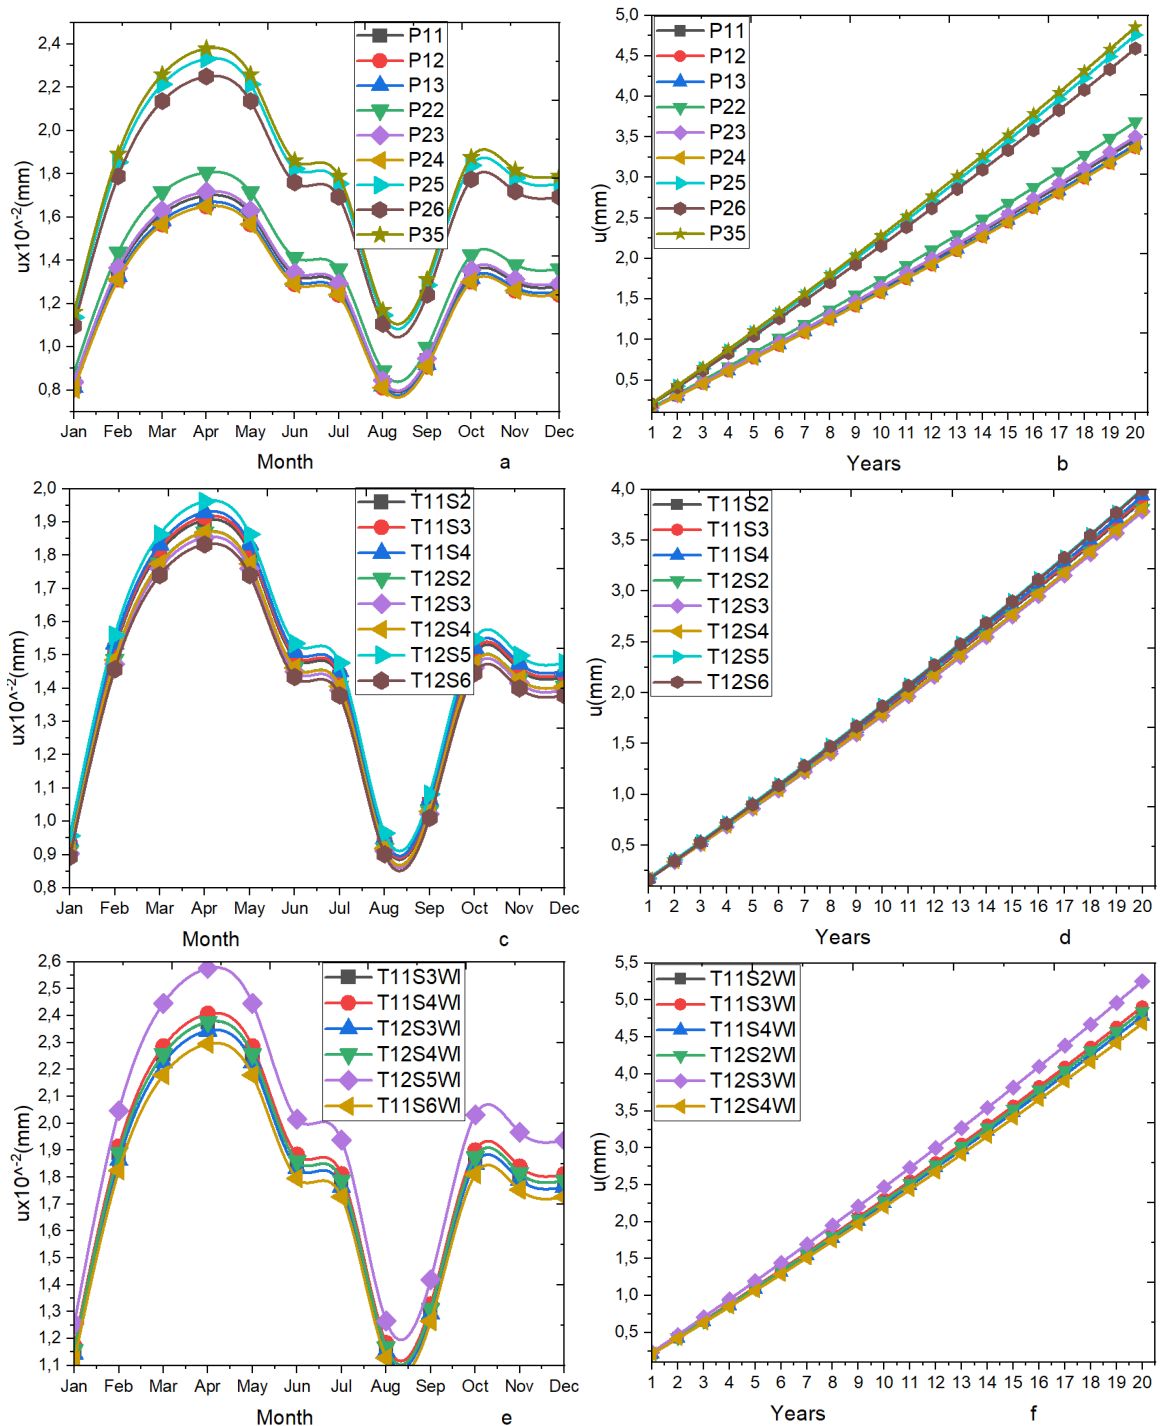 ux10^-2(mm)
2,4
2,2
2,0
1,8
1,6
1,4
1,2
1,0
0,8
P11
P12
P13
P22
P23
P24
P25
P26
P35
Jan Feb Mar Apr May Jun Jul Aug Sep Oct Nov Dec
Month
a
u(mm)
5,0
4,5
4,0
3,5
3,0
2,5
2,0
1,5
1,0
0,5
P11
P12
P13
P22
P23
P24
P25
P26
P35
1 2 3 4 5 6 7 8 9 10 11 12 13 14 15 16 17 18 19 20
Years
b
ux10^-2(mm)
2,0
1,9
1,8
1,7
1,6
1,5
1,4
1,3
1,2
1,1
1,0
0,9
0,8
T11S2
T11S3
T11S4
T12S2
T12S3
T12S4
T12S5
T12S6
Jan Feb Mar Apr May Jun Jul Aug Sep Oct Nov Dec
Month
c
u(mm)
4,0
3,5
3,0
2,5
2,0
1,5
1,0
0,5
T11S2
T11S3
T11S4
T12S2
T12S3
T12S4
T12S5
T12S6
1 2 3 4 5 6 7 8 9 10 11 12 13 14 15 16 17 18 19 20
Years
d
ux10^-2(mm)
2,6
2,5
2,4
2,3
2,2
2,1
2,0
1,9
1,8
1,7
1,6
1,5
1,4
1,3
1,2
1,1
T11S3WI
T11S4WI
T12S3WI
T12S4WI
T12S5WI
T11S6WI
Jan Feb Mar Apr May Jun Jul Aug Sep Oct Nov Dec
Month
e
u(mm)
5,5
5,0
4,5
4,0
3,5
3,0
2,5
2,0
1,5
1,0
0,5
T11S2WI
T11S3WI
T11S4WI
T12S2WI
T12S3WI
T12S4WI
1 2 3 4 5 6 7 8 9 10 11 12 13 14 15 16 17 18 19 20
Years
f